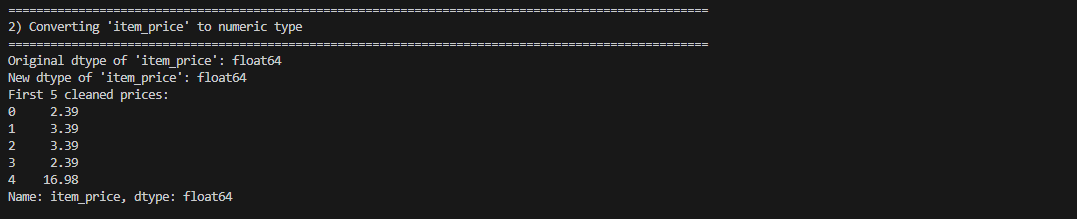 ====================================================================================================
2) Converting 'item_price' to numeric type
====================================================================================================
Original dtype of 'item_price': float64
New dtype of 'item_price': float64
First 5 cleaned prices:
0     2.39
1     3.39
2     3.39
3     2.39
4    16.98
Name: item_price, dtype: float64